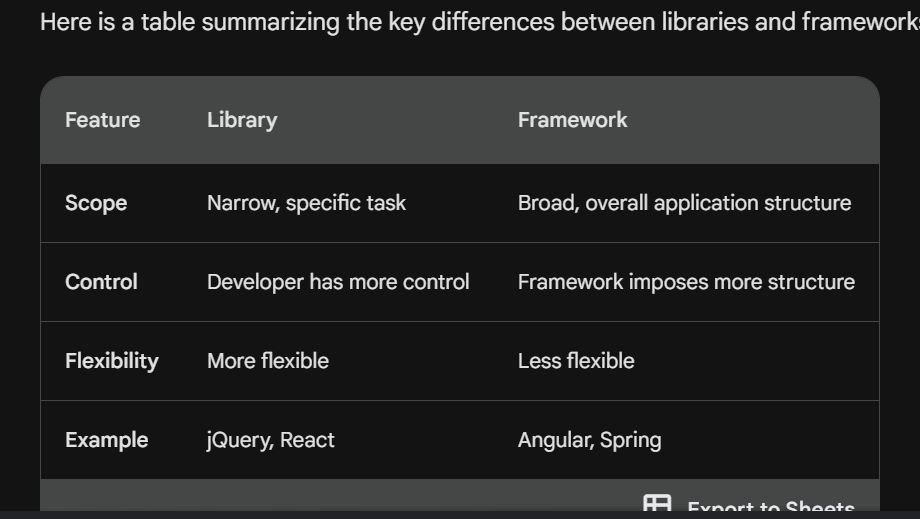 Here is a table summarizing the key differences between libraries and frameworks
Feature Library Framework
Scope Narrow, specific task Broad, overall application structure
Control Developer has more control Framework imposes more structure
Flexibility More flexible Less flexible
Example jQuery, React Angular, Spring
Export to Sheets